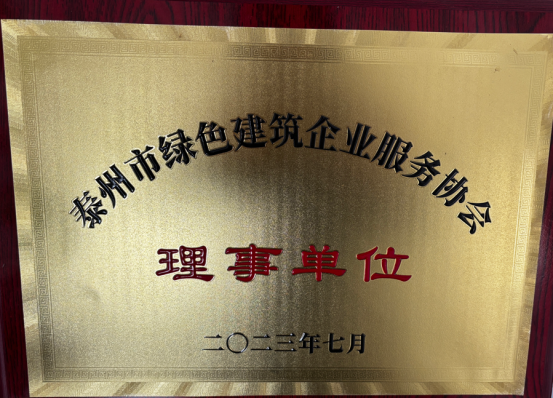 泰州市绿色建筑企业服务协会
理事单位
二〇二三年七月